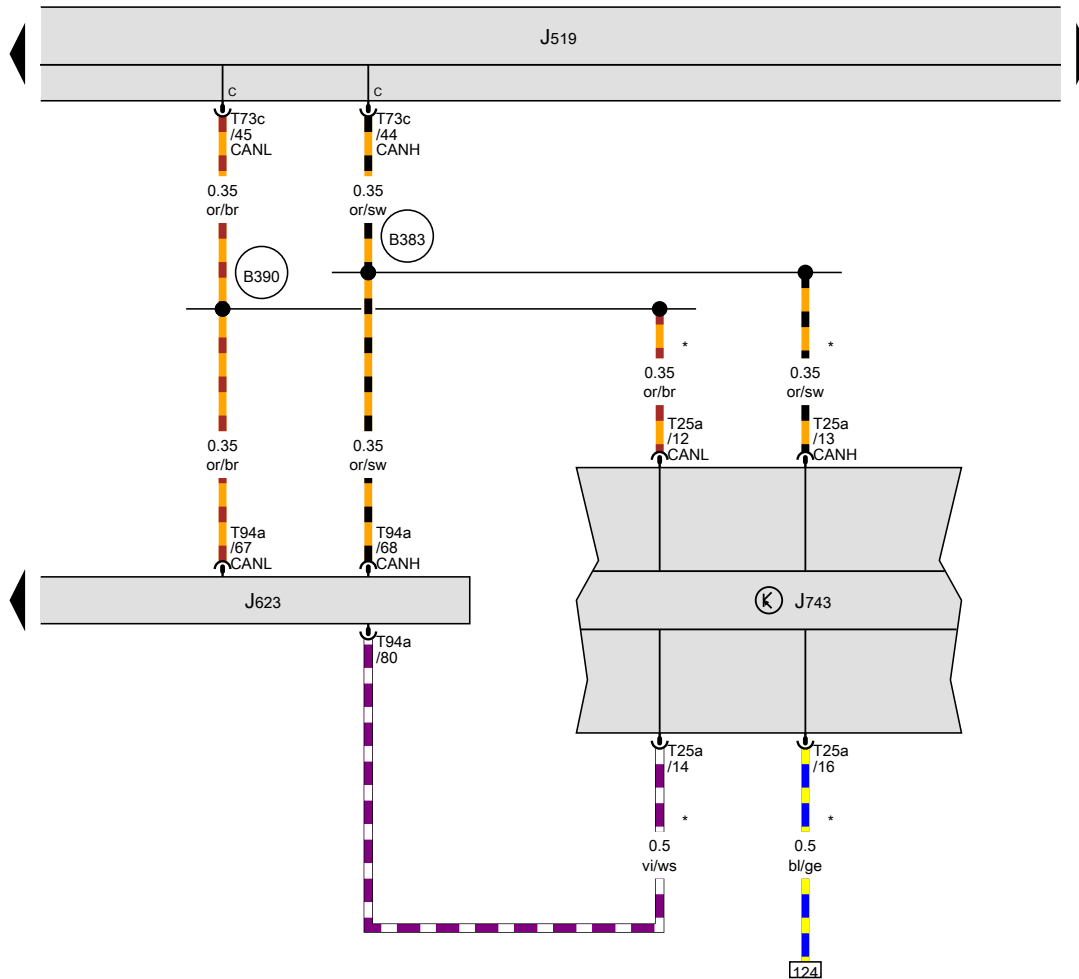 J519
C
C
T73c
/45
CANL
T73c
/44
CANH
0.35
or/br
0.35
or/sw
B383
B390
*
*
0.35
or/br
0.35
or/sw
T25a
/12
CANL
T25a
/13
CANH
0.35
or/br
0.35
or/sw
T94a
/67
CANL
T94a
/68
CANH
J623
K J743
T94a
/80
T25a
/14
T25a
/16
*
*
0.5
vi/ws
0.5
bl/ge
124